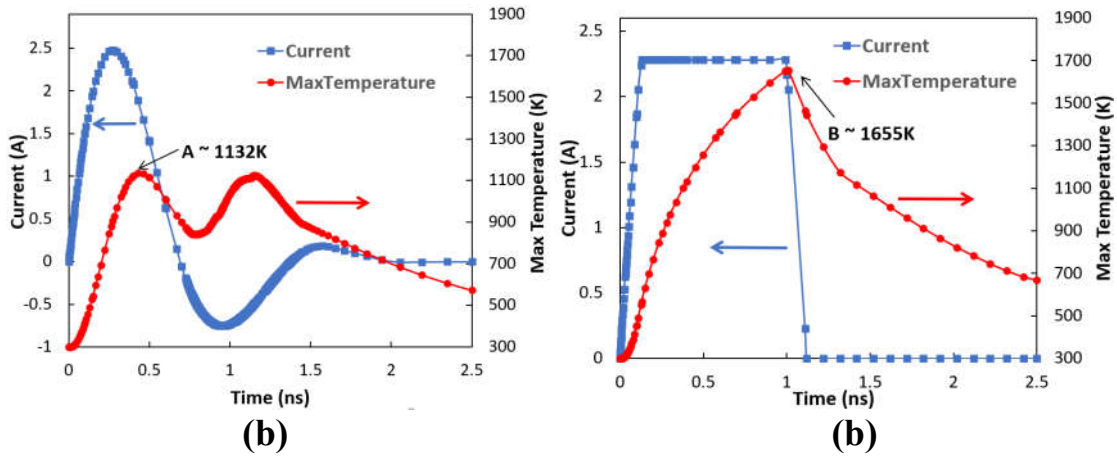 2.5
2
1.5
1
0.5
0
-0.5
-1
Current (A)
Current
MaxTemperature
A ~ 1132K
1900
1700
1500
1300
1100
900
700
500
300
Max Temperature (K)
0 0.5 1 1.5 2 2.5
Time (ns)
(b)
2.5
2
1.5
1
0.5
0
Current (A)
Current
MaxTemperature
B ~ 1655K
1900
1700
1500
1300
1100
900
700
500
300
Max Temperature (K)
0 0.5 1 1.5 2 2.5
Time (ns)
(b)